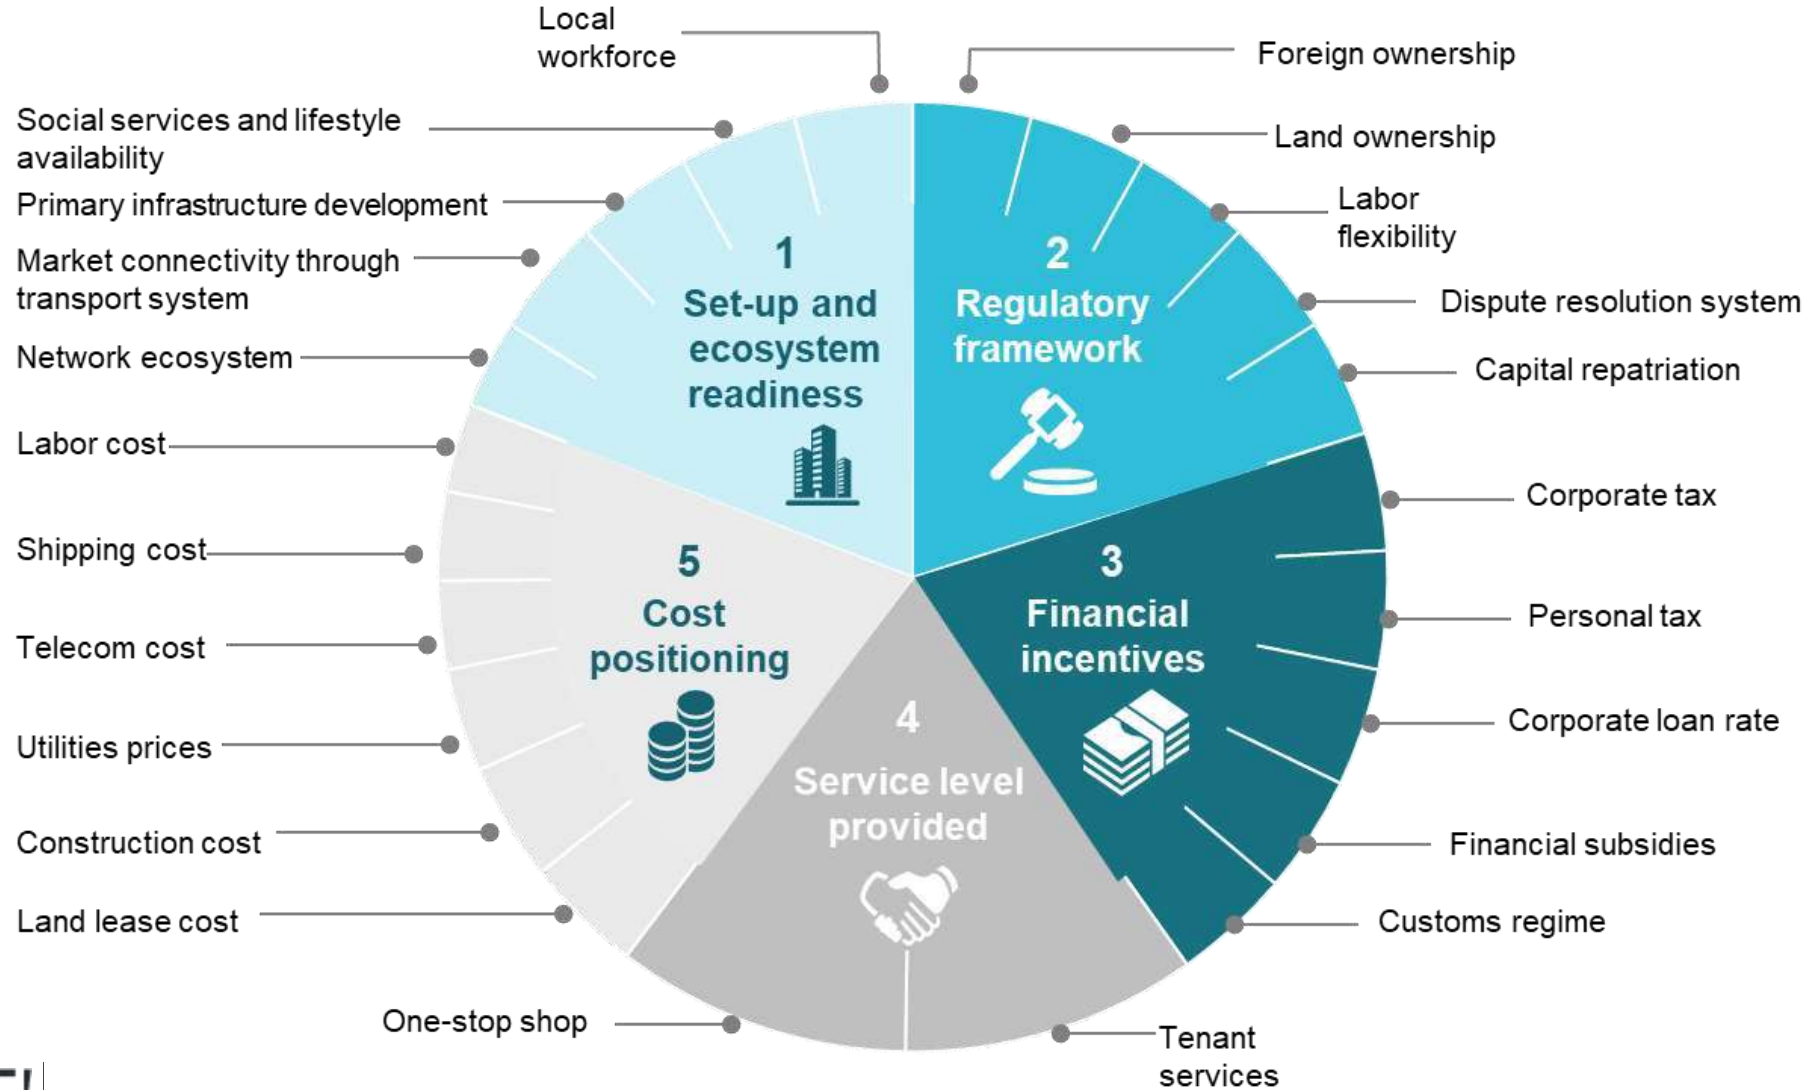 Local
workforce
Foreign ownership
Social services and lifestyle
availability
Land ownership
Primary infrastructure development
Labor
flexibility
Market connectivity through
transport system
Dispute resolution system
Network ecosystem
Capital repatriation
1
Set-up and
ecosystem
readiness
2
Regulatory
framework
Labor cost
Corporate tax
Shipping cost
Personal tax
Telecom cost
5
Cost
positioning
3
Financial
incentives
Corporate loan rate
Utilities prices
4
Service level
provided
Construction cost
Financial subsidies
Land lease cost
Customs regime
One-stop shop
Tenant
services